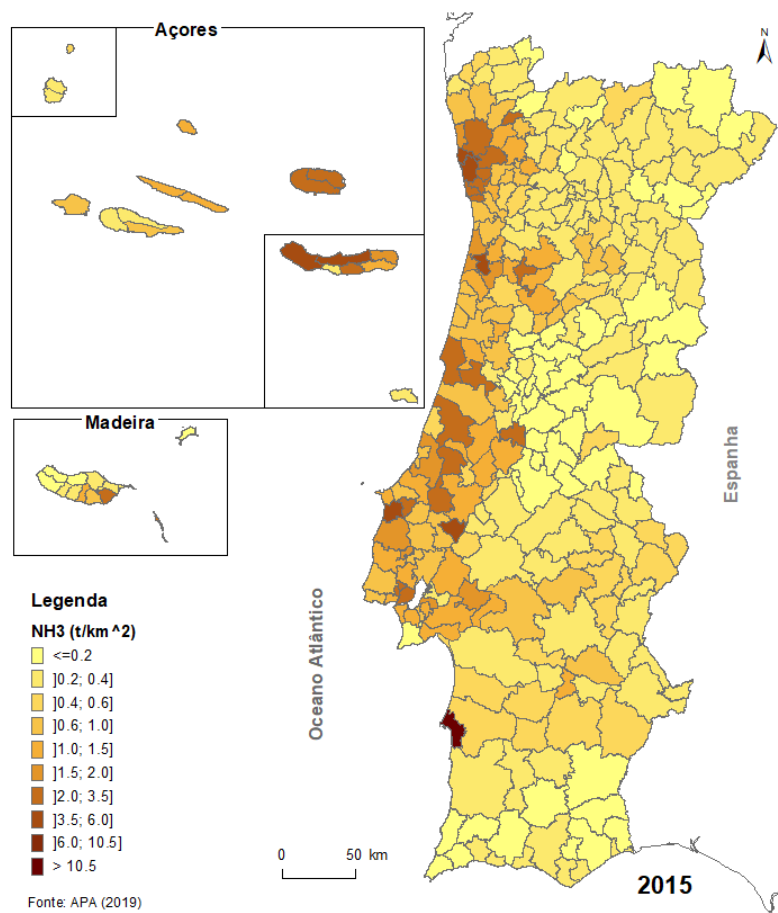 Açores
N
Madeira
Espanha
Oceano Atlântico
Legenda
NH3 (t/km^2)
<=0.2
]0.2; 0.4]
]0.4; 0.6]
]0.6; 1.0]
]1.0; 1.5]
]1.5; 2.0]
]2.0; 3.5]
]3.5; 6.0]
]6.0; 10.5]
> 10.5
0 50 km
2015
Fonte: APA (2019)